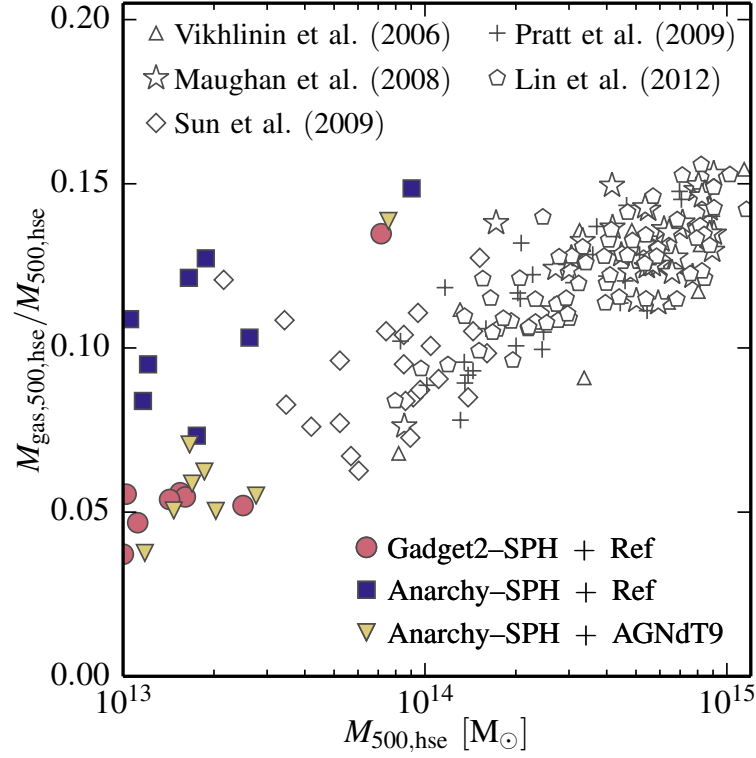 0.20
△ Vikhlinin et al. (2006) + Pratt et al. (2009)
☆ Maughan et al. (2008) ⬠ Lin et al. (2012)
◇ Sun et al. (2009)
0.15
0.10
0.05
0.00
M_gas,500,hse/M_500,hse
Gadget2–SPH + Ref
Anarchy–SPH + Ref
Anarchy–SPH + AGNdT9
10^13 10^14 10^15
M_500,hse [M_⊙]